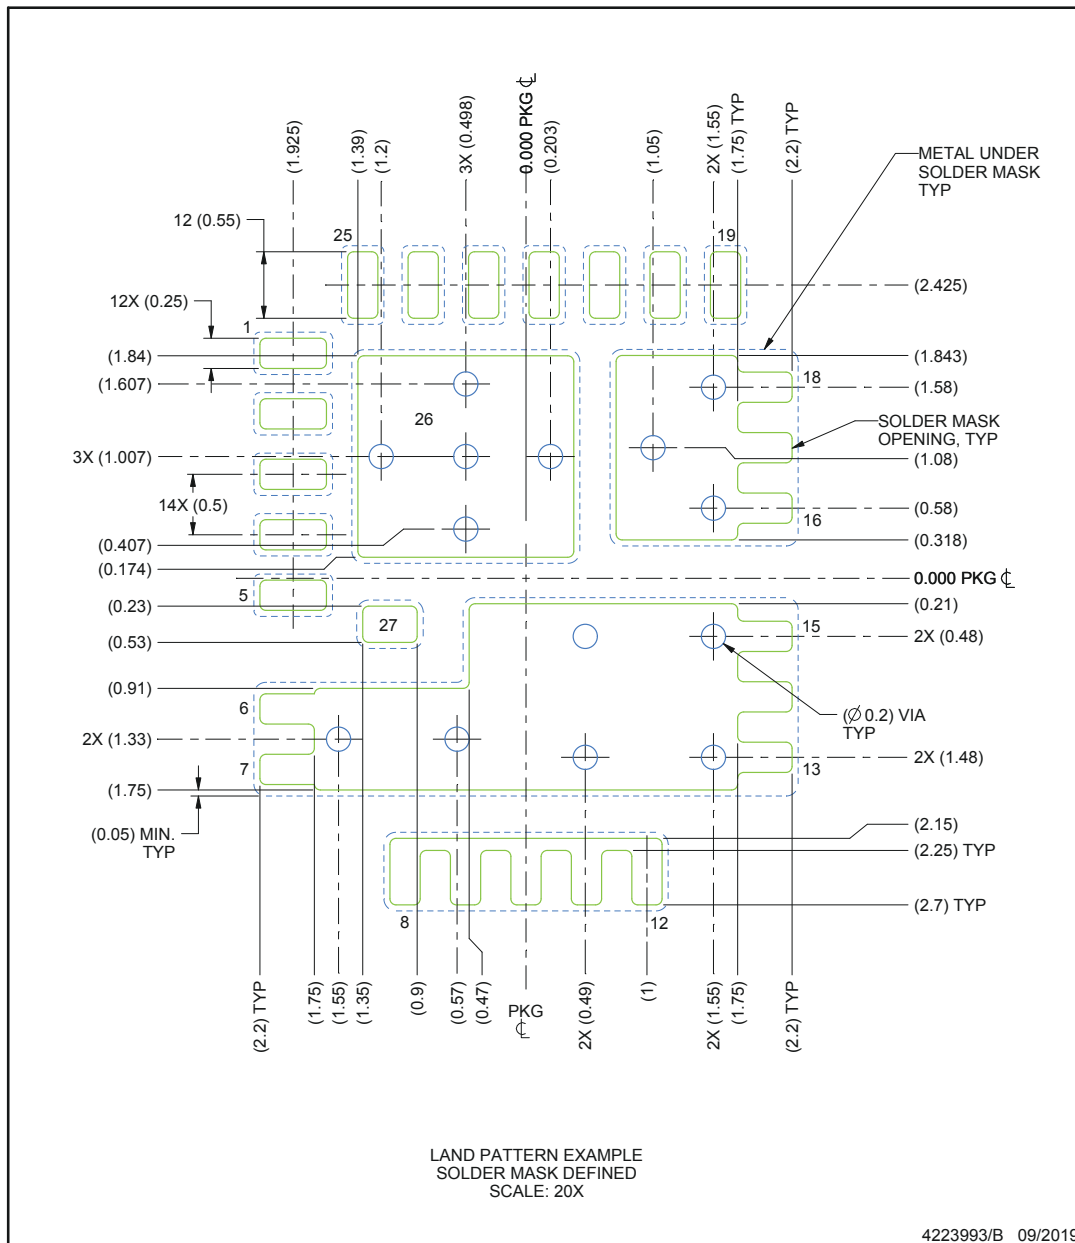 (1.925)
(1.39)
(1.2)
3X (0.498)
0.000 PKG ℄
(0.203)
(1.05)
2X (1.55)
(1.75) TYP
(2.2) TYP
METAL UNDER
SOLDER MASK
TYP
12 (0.55)
25
19
(2.425)
12X (0.25)
1
(1.84)
(1.843)
(1.607)
18
(1.58)
26
SOLDER MASK
OPENING, TYP
3X (1.007)
(1.08)
14X (0.5)
(0.58)
16
(0.407)
(0.318)
(0.174)
0.000 PKG ℄
5
(0.23)
(0.21)
27
15
2X (0.48)
(0.53)
(0.91)
6
(Ø 0.2) VIA
TYP
2X (1.33)
2X (1.48)
7
13
(1.75)
(0.05) MIN.
TYP
(2.15)
(2.25) TYP
(2.7) TYP
8
12
(2.2) TYP
(1.75)
(1.55)
(1.35)
(0.9)
(0.57)
(0.47)
PKG
℄
2X (0.49)
(1)
2X (1.55)
(1.75)
(2.2) TYP
LAND PATTERN EXAMPLE
SOLDER MASK DEFINED
SCALE: 20X
4223993/B 09/2019